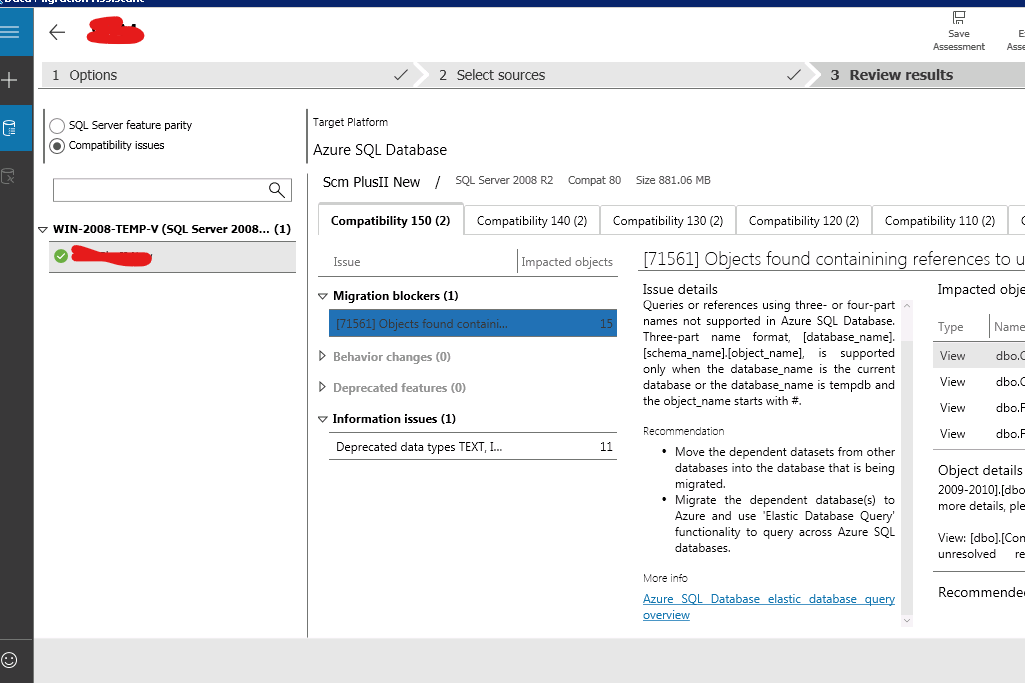 Data Migration Assistant
Save
Assessment
1 Options
2 Select sources
3 Review results
SQL Server feature parity
Compatibility issues
WIN-2008-TEMP-V (SQL Server 2008... (1)
Target Platform
Azure SQL Database
Scm PlusII New / SQL Server 2008 R2 Compat 80 Size 881.06 MB
Compatibility 150 (2) Compatibility 140 (2) Compatibility 130 (2) Compatibility 120 (2) Compatibility 110 (2)
Issue Impacted objects
Migration blockers (1)
[71561] Objects found containi... 15
Behavior changes (0)
Deprecated features (0)
Information issues (1)
Deprecated data types TEXT, I... 11
[71561] Objects found containining references to u
Issue details
Queries or references using three- or four-part
names not supported in Azure SQL Database.
Three-part name format, [database_name].
[schema_name].[object_name], is supported
only when the database_name is the current
database or the database_name is tempdb and
the object_name starts with #.
Recommendation
• Move the dependent datasets from other
databases into the database that is being
migrated.
• Migrate the dependent database(s) to
Azure and use 'Elastic Database Query'
functionality to query across Azure SQL
databases.
More info
Azure SQL Database elastic database query
overview
Impacted obje
Type Name
View dbo.C
View dbo.C
View dbo.F
View dbo.F
Object details
2009-2010].[dbo
more details, ple
View: [dbo].[Con
unresolved re
Recommended